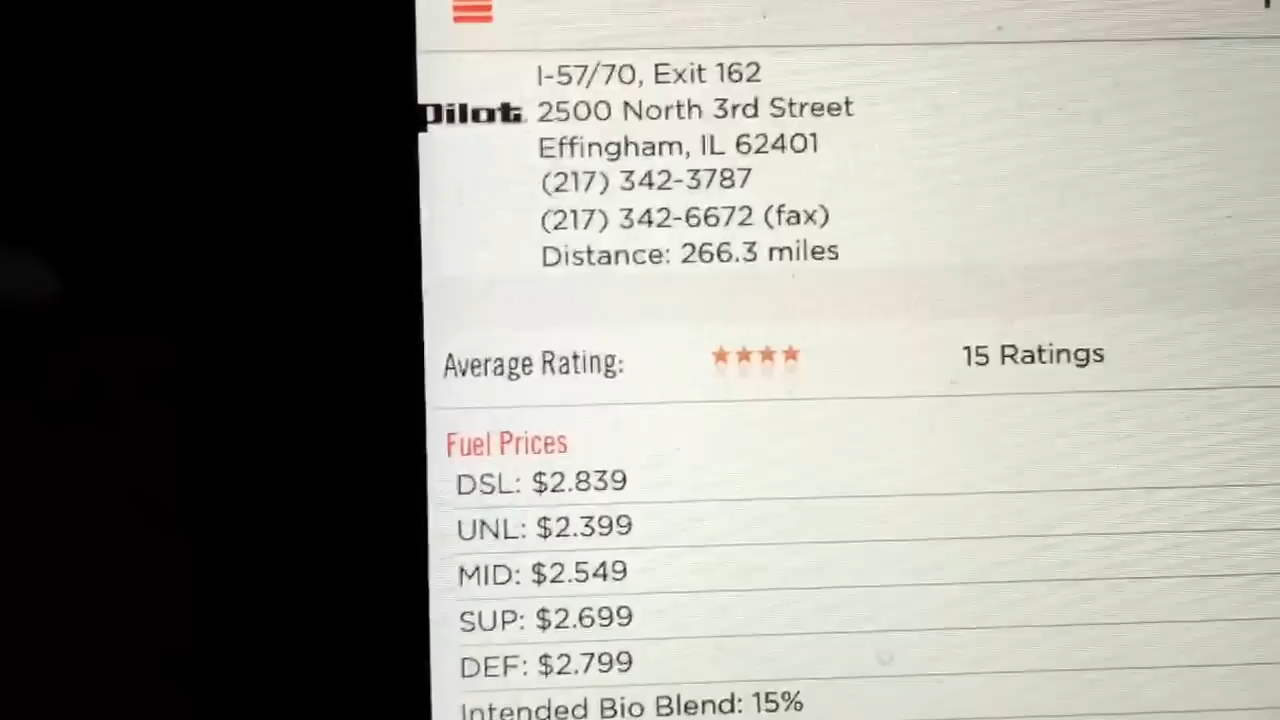 I-57/70, Exit 162
Pilot 2500 North 3rd Street
Effingham, IL 62401
(217) 342-3787
(217) 342-6672 (fax)
Distance: 266.3 miles
Average Rating: ★★★★ 15 Ratings
Fuel Prices
DSL: $2.839
UNL: $2.399
MID: $2.549
SUP: $2.699
DEF: $2.799
Intended Bio Blend: 15%